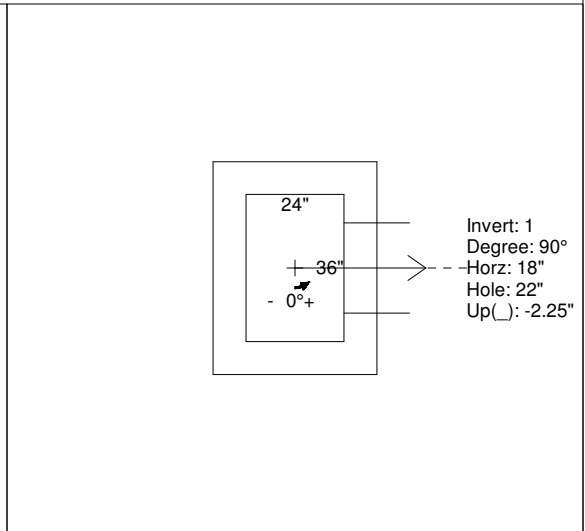 24"
36"
- 0°+
Invert: 1
Degree: 90°
Horz: 18"
Hole: 22"
Up(_): -2.25"